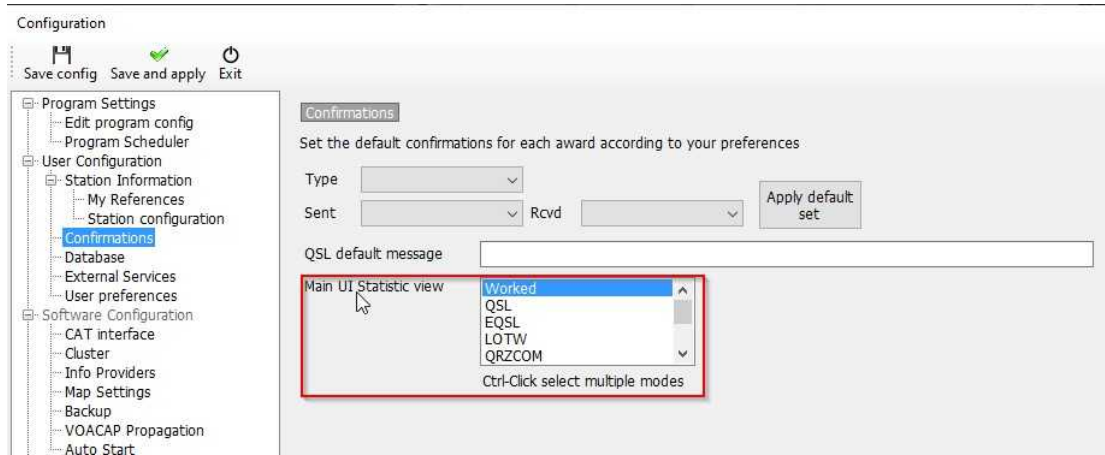 Configuration
Save config Save and apply Exit
Program Settings
Edit program config
Program Scheduler
User Configuration
Station Information
My References
Station configuration
Confirmations
Database
External Services
User preferences
Software Configuration
CAT interface
Cluster
Info Providers
Map Settings
Backup
VOACAP Propagation
Auto Start
Confirmations
Set the default confirmations for each award according to your preferences
Type
Sent Rcvd Apply default set
QSL default message
Main UI Statistic view
Worked
QSL
EQSL
LOTW
QRZCOM
Ctrl-Click select multiple modes